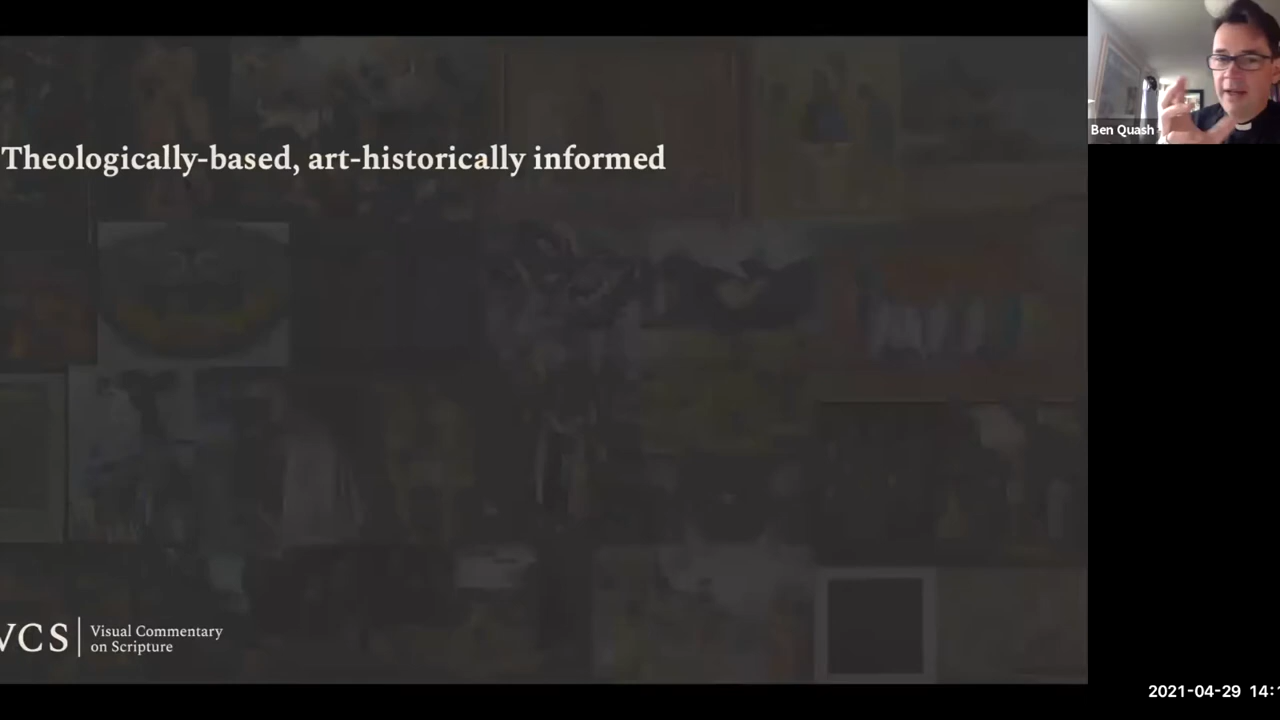 Theologically-based, art-historically informed
Ben Quash
VCS
Visual Commentary
on Scripture
2021-04-29 14:1